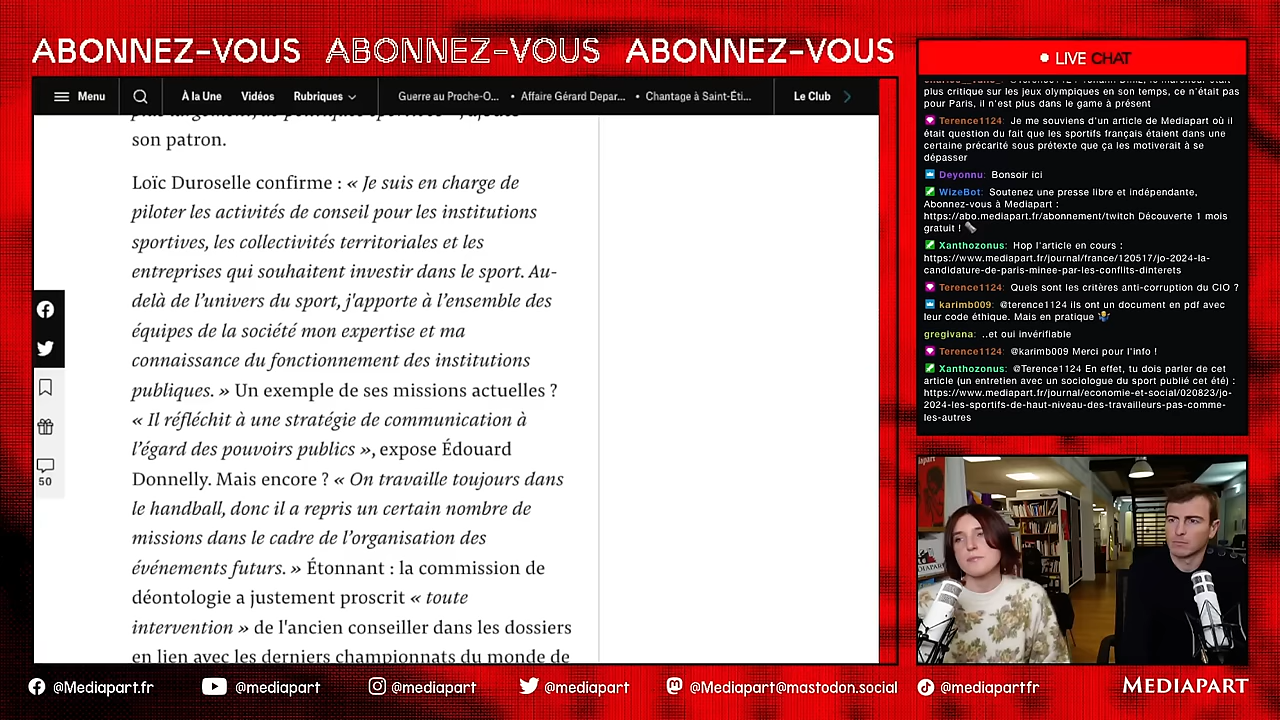 ABONNEZ-VOUS ABONNEZ-VOUS ABONNEZ-VOUS
Menu À la Une Vidéos Rubriques Guerre au Proche-O... • Affaire Gérard Depar... • Chantage à Saint-Éti... Le Club
son patron.
Loïc Duroselle confirme : « Je suis en charge de
piloter les activités de conseil pour les institutions
sportives, les collectivités territoriales et les
entreprises qui souhaitent investir dans le sport. Au-
delà de l’univers du sport, j'apporte à l’ensemble des
équipes de la société mon expertise et ma
connaissance du fonctionnement des institutions
publiques. » Un exemple de ses missions actuelles ?
« Il réfléchit à une stratégie de communication à
l’égard des pouvoirs publics », expose Édouard
Donnelly. Mais encore ? « On travaille toujours dans
le handball, donc il a repris un certain nombre de
missions dans le cadre de l’organisation des
événements futurs. » Étonnant : la commission de
déontologie a justement proscrit « toute
intervention » de l'ancien conseiller dans les dossiers
en lien avec les derniers championnats du monde de
50
LIVE CHAT
plus critique sur les jeux olympiques en son temps, ce n'était pas
pour Paris, il n'est plus dans le game à présent
Terence1124: Je me souviens d'un article de Mediapart où il
était question du fait que les sportifs français étaient dans une
certaine précarité sous prétexte que ça les motiverait à se
dépasser
Deyonnu: Bonsoir ici
WizeBot: Soutenez une presse libre et indépendante,
Abonnez-vous à Mediapart :
https://abo.mediapart.fr/abonnement/twitch Découverte 1 mois
gratuit !
Xanthozonus: Hop l'article en cours :
https://www.mediapart.fr/journal/france/120517/jo-2024-la-
candidature-de-paris-minee-par-les-conflits-dinterets
Terence1124: Quels sont les critères anti-corruption du CIO ?
karimb009: @terence1124 ils ont un document en pdf avec
leur code éthique. Mais en pratique
gregivana: ..et oui invérifiable
Terence1124: @karimb009 Merci pour l'info !
Xanthozonus: @Terence1124 En effet, tu dois parler de cet
article (un entretien avec un sociologue du sport publié cet été) :
https://www.mediapart.fr/journal/economie-et-social/020823/jo-
2024-les-sportifs-de-haut-niveau-des-travailleurs-pas-comme-
les-autres
@Mediapart.fr @mediapart @mediapart @mediapart @Mediapart@mastodon.social @mediapartfr MEDIAPART